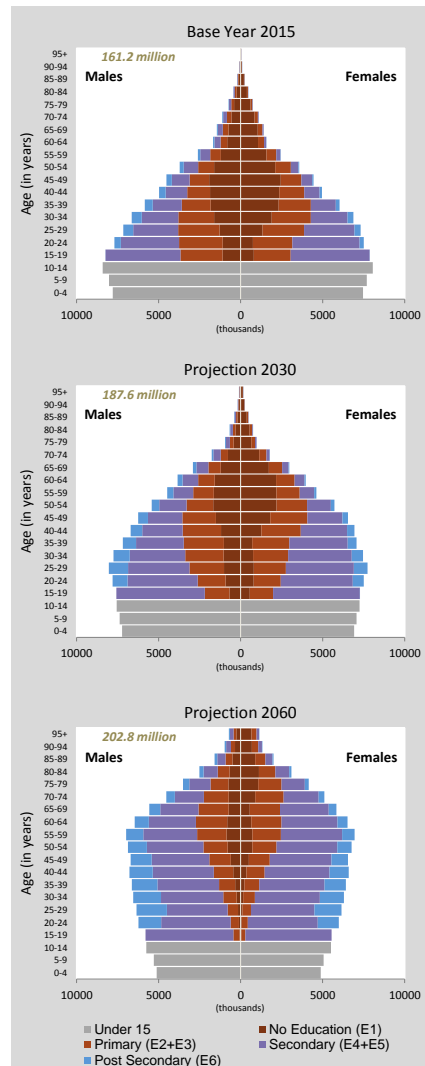 Base Year 2015
161.2 million
Males Females
Age (in years)
95+
90-94
85-89
80-84
75-79
70-74
65-69
60-64
55-59
50-54
45-49
40-44
35-39
30-34
25-29
20-24
15-19
10-14
5-9
0-4
10000 5000 0 5000 10000
(thousands)
Projection 2030
187.6 million
Males Females
Age (in years)
95+
90-94
85-89
80-84
75-79
70-74
65-69
60-64
55-59
50-54
45-49
40-44
35-39
30-34
25-29
20-24
15-19
10-14
5-9
0-4
10000 5000 0 5000 10000
(thousands)
Projection 2060
202.8 million
Males Females
Age (in years)
95+
90-94
85-89
80-84
75-79
70-74
65-69
60-64
55-59
50-54
45-49
40-44
35-39
30-34
25-29
20-24
15-19
10-14
5-9
0-4
10000 5000 0 5000 10000
(thousands)
Under 15 No Education (E1)
Primary (E2+E3) Secondary (E4+E5)
Post Secondary (E6)